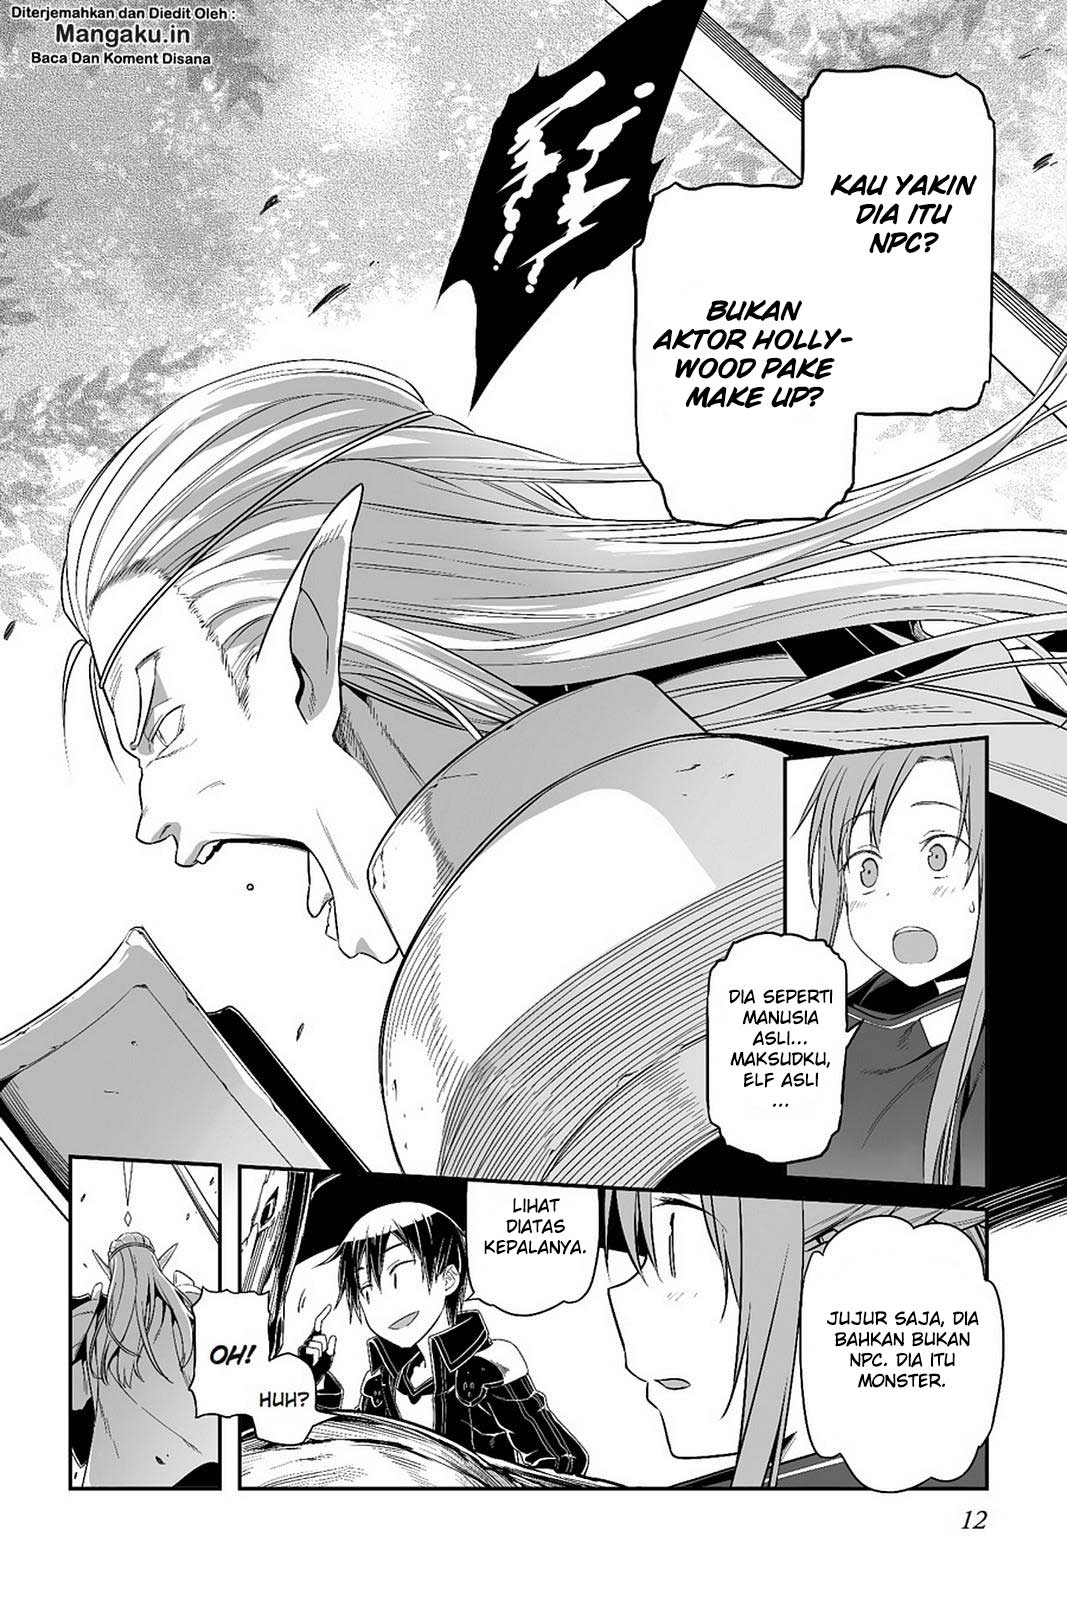 Diterjemahkan dan Diedit Oleh :
Mangaku.in
Baca Dan Koment Disana
KAU YAKIN
DIA ITU
NPC?
BUKAN
AKTOR HOLLY-
WOOD PAKE
MAKE UP?
DIA SEPERTI
MANUSIA
ASLI...
MAKSUDKU,
ELF ASLI
...
JUJUR SAJA, DIA
BAHKAN BUKAN
NPC. DIA ITU
MONSTER.
LIHAT
DIATAS
KEPALANYA.
HUH?
OH!
12